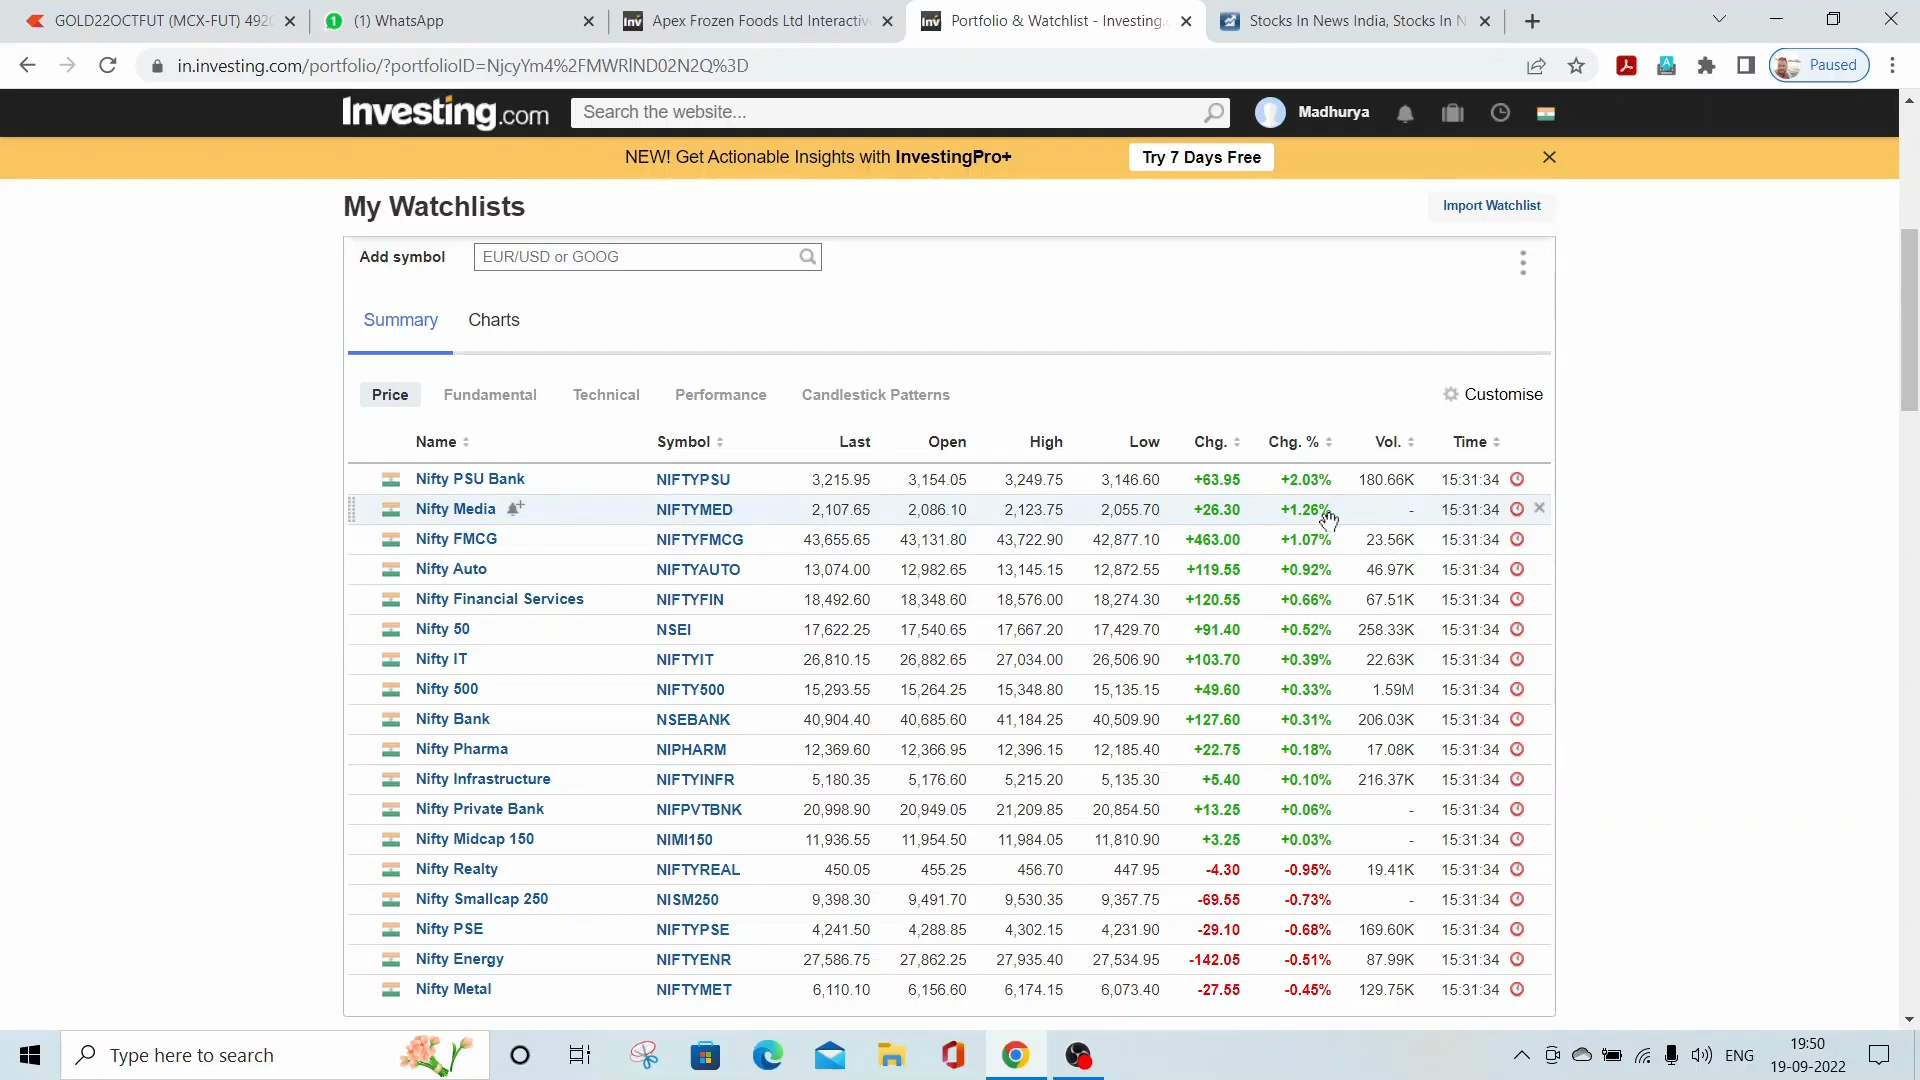 GOLD22OCTFUT (MCX-FUT) 492
(1) WhatsApp
Apex Frozen Foods Ltd Interactiv
Portfolio & Watchlist - Investing.
Stocks In News India, Stocks In N
in.investing.com/portfolio/?portfolioID=NjcyYm4%2FMWRlND02N2Q%3D
Paused
Investing.com
Search the website...
Madhurya
NEW! Get Actionable Insights with InvestingPro+
Try 7 Days Free
My Watchlists
Import Watchlist
Add symbol
EUR/USD or GOOG
Summary Charts
Price Fundamental Technical Performance Candlestick Patterns Customise
Name Symbol Last Open High Low Chg. Chg. % Vol. Time
Nifty PSU Bank NIFTYPSU 3,215.95 3,154.05 3,249.75 3,146.60 +63.95 +2.03% 180.66K 15:31:34
Nifty Media NIFTYMED 2,107.65 2,086.10 2,123.75 2,055.70 +26.30 +1.26% - 15:31:34
Nifty FMCG NIFTYFMCG 43,655.65 43,131.80 43,722.90 42,877.10 +463.00 +1.07% 23.56K 15:31:34
Nifty Auto NIFTYAUTO 13,074.00 12,982.65 13,145.15 12,872.55 +119.55 +0.92% 46.97K 15:31:34
Nifty Financial Services NIFTYFIN 18,492.60 18,348.60 18,576.00 18,274.30 +120.55 +0.66% 67.51K 15:31:34
Nifty 50 NSEI 17,622.25 17,540.65 17,667.20 17,429.70 +91.40 +0.52% 258.33K 15:31:34
Nifty IT NIFTYIT 26,810.15 26,882.65 27,034.00 26,506.90 +103.70 +0.39% 22.63K 15:31:34
Nifty 500 NIFTY500 15,293.55 15,264.25 15,348.80 15,135.15 +49.60 +0.33% 1.59M 15:31:34
Nifty Bank NSEBANK 40,904.40 40,685.60 41,184.25 40,509.90 +127.60 +0.31% 206.03K 15:31:34
Nifty Pharma NIPHARM 12,369.60 12,366.95 12,396.15 12,185.40 +22.75 +0.18% 17.08K 15:31:34
Nifty Infrastructure NIFTYINFR 5,180.35 5,176.60 5,215.20 5,135.30 +5.40 +0.10% 216.37K 15:31:34
Nifty Private Bank NIFPVTBNK 20,998.90 20,949.05 21,209.85 20,854.50 +13.25 +0.06% - 15:31:34
Nifty Midcap 150 NIMI150 11,936.55 11,954.50 11,984.05 11,810.90 +3.25 +0.03% - 15:31:34
Nifty Realty NIFTYREAL 450.05 455.25 456.70 447.95 -4.30 -0.95% 19.41K 15:31:34
Nifty Smallcap 250 NISM250 9,398.30 9,491.70 9,530.35 9,357.75 -69.55 -0.73% - 15:31:34
Nifty PSE NIFTYPSE 4,241.50 4,288.85 4,302.15 4,231.90 -29.10 -0.68% 169.60K 15:31:34
Nifty Energy NIFTYENR 27,586.75 27,862.25 27,935.40 27,534.95 -142.05 -0.51% 87.99K 15:31:34
Nifty Metal NIFTYMET 6,110.10 6,156.60 6,174.15 6,073.40 -27.55 -0.45% 129.75K 15:31:34
Type here to search
ENG
19:50
19-09-2022